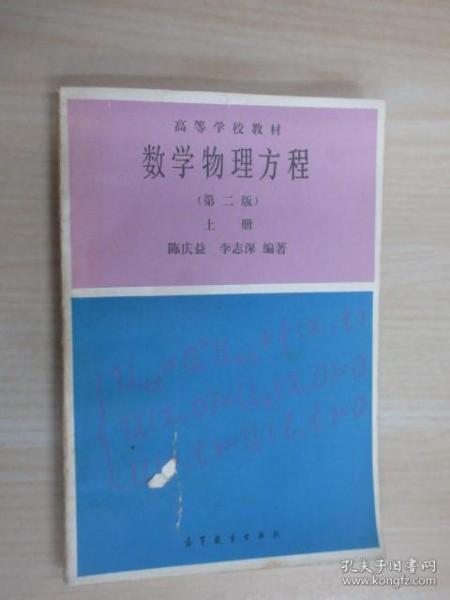 高等学校教材
数学物理方程
(第二版)
上 册
陈庆益 李志深 编著
高等教育出版社
孔夫子旧书网
www.kongfz.com